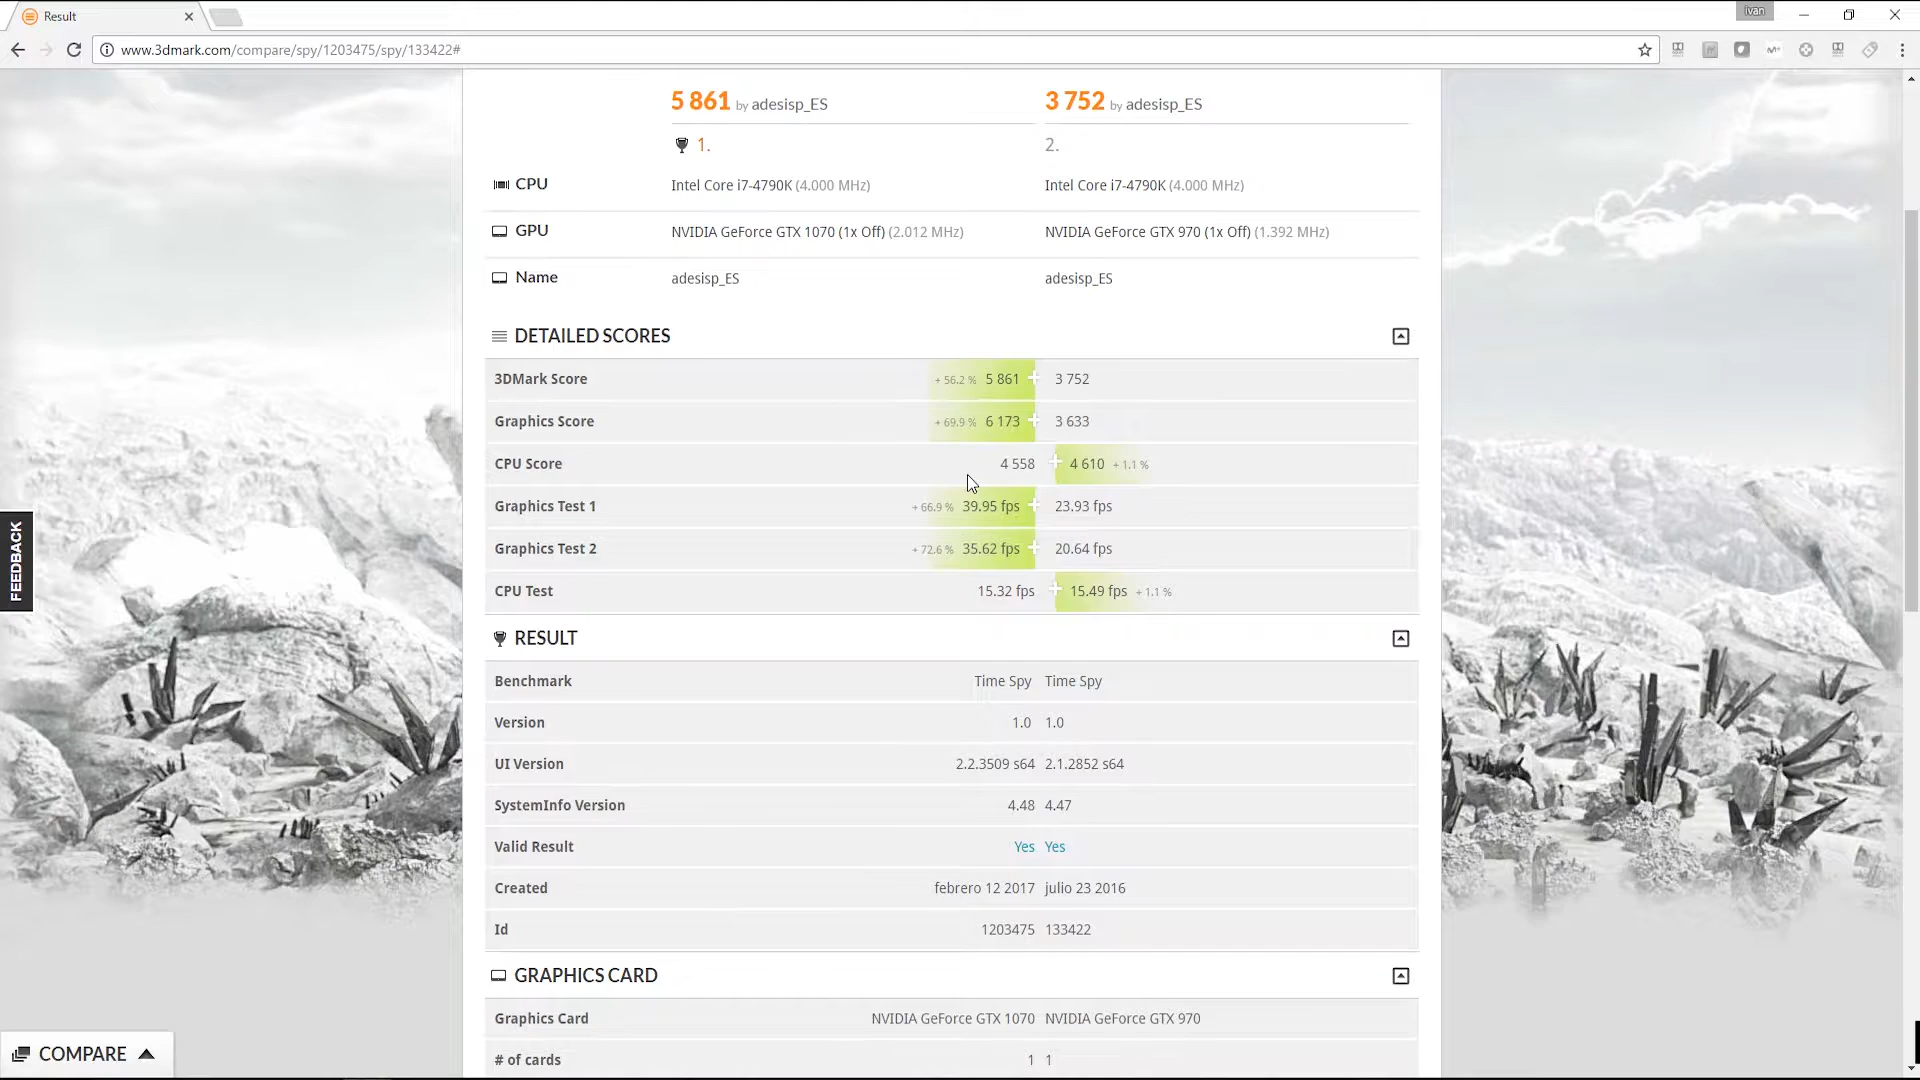 Result
ivan
www.3dmark.com/compare/spy/1203475/spy/133422#
5 861 by adesisp_ES 3 752 by adesisp_ES
1. 2.
CPU Intel Core i7-4790K (4.000 MHz) Intel Core i7-4790K (4.000 MHz)
GPU NVIDIA GeForce GTX 1070 (1x Off) (2.012 MHz) NVIDIA GeForce GTX 970 (1x Off) (1.392 MHz)
Name adesisp_ES adesisp_ES
DETAILED SCORES
3DMark Score + 56.2 % 5 861 + 3 752
Graphics Score + 69.9 % 6 173 + 3 633
CPU Score 4 558 + 4 610 + 1.1 %
Graphics Test 1 + 66.9 % 39.95 fps + 23.93 fps
Graphics Test 2 + 72.6 % 35.62 fps + 20.64 fps
CPU Test 15.32 fps + 15.49 fps + 1.1 %
RESULT
Benchmark Time Spy Time Spy
Version 1.0 1.0
UI Version 2.2.3509 s64 2.1.2852 s64
SystemInfo Version 4.48 4.47
Valid Result Yes Yes
Created febrero 12 2017 julio 23 2016
Id 1203475 133422
GRAPHICS CARD
Graphics Card NVIDIA GeForce GTX 1070 NVIDIA GeForce GTX 970
# of cards 1 1
FEEDBACK
COMPARE